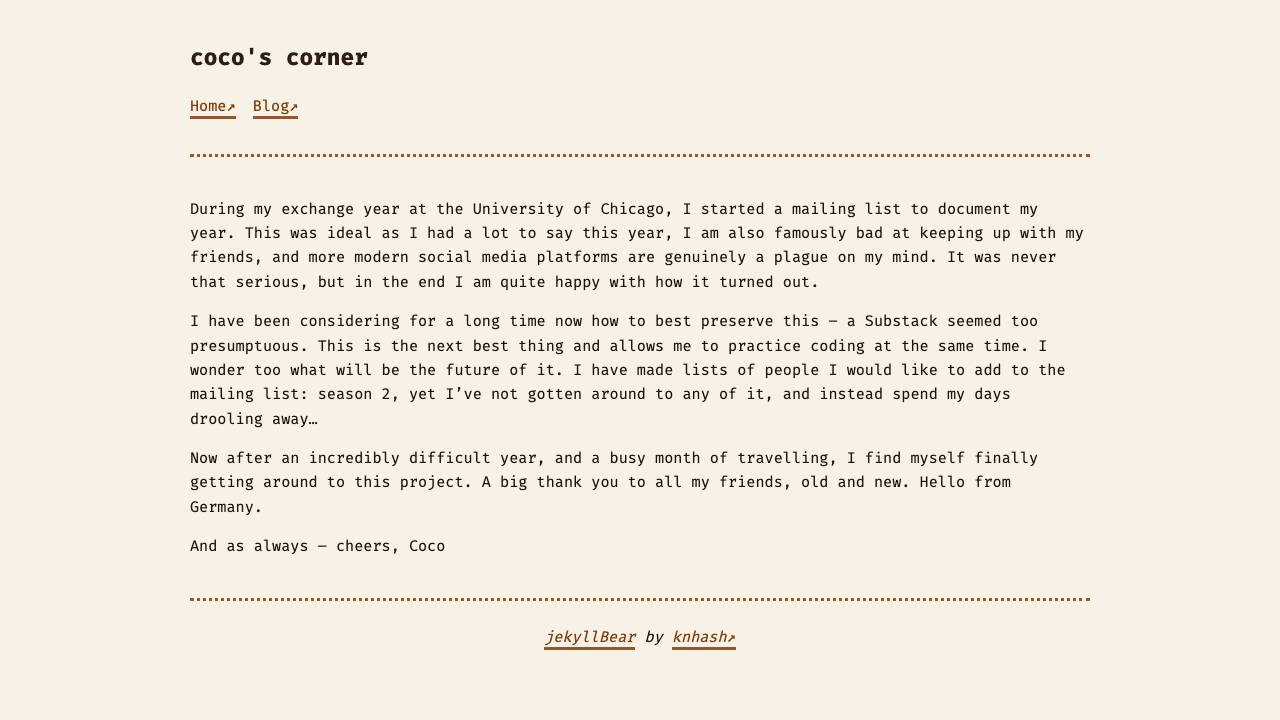 coco's corner
Home↗ Blog↗
During my exchange year at the University of Chicago, I started a mailing list to document my
year. This was ideal as I had a lot to say this year, I am also famously bad at keeping up with my
friends, and more modern social media platforms are genuinely a plague on my mind. It was never
that serious, but in the end I am quite happy with how it turned out.
I have been considering for a long time now how to best preserve this – a Substack seemed too
presumptuous. This is the next best thing and allows me to practice coding at the same time. I
wonder too what will be the future of it. I have made lists of people I would like to add to the
mailing list: season 2, yet I’ve not gotten around to any of it, and instead spend my days
drooling away…
Now after an incredibly difficult year, and a busy month of travelling, I find myself finally
getting around to this project. A big thank you to all my friends, old and new. Hello from
Germany.
And as always – cheers, Coco
jekyllBear by knhash↗